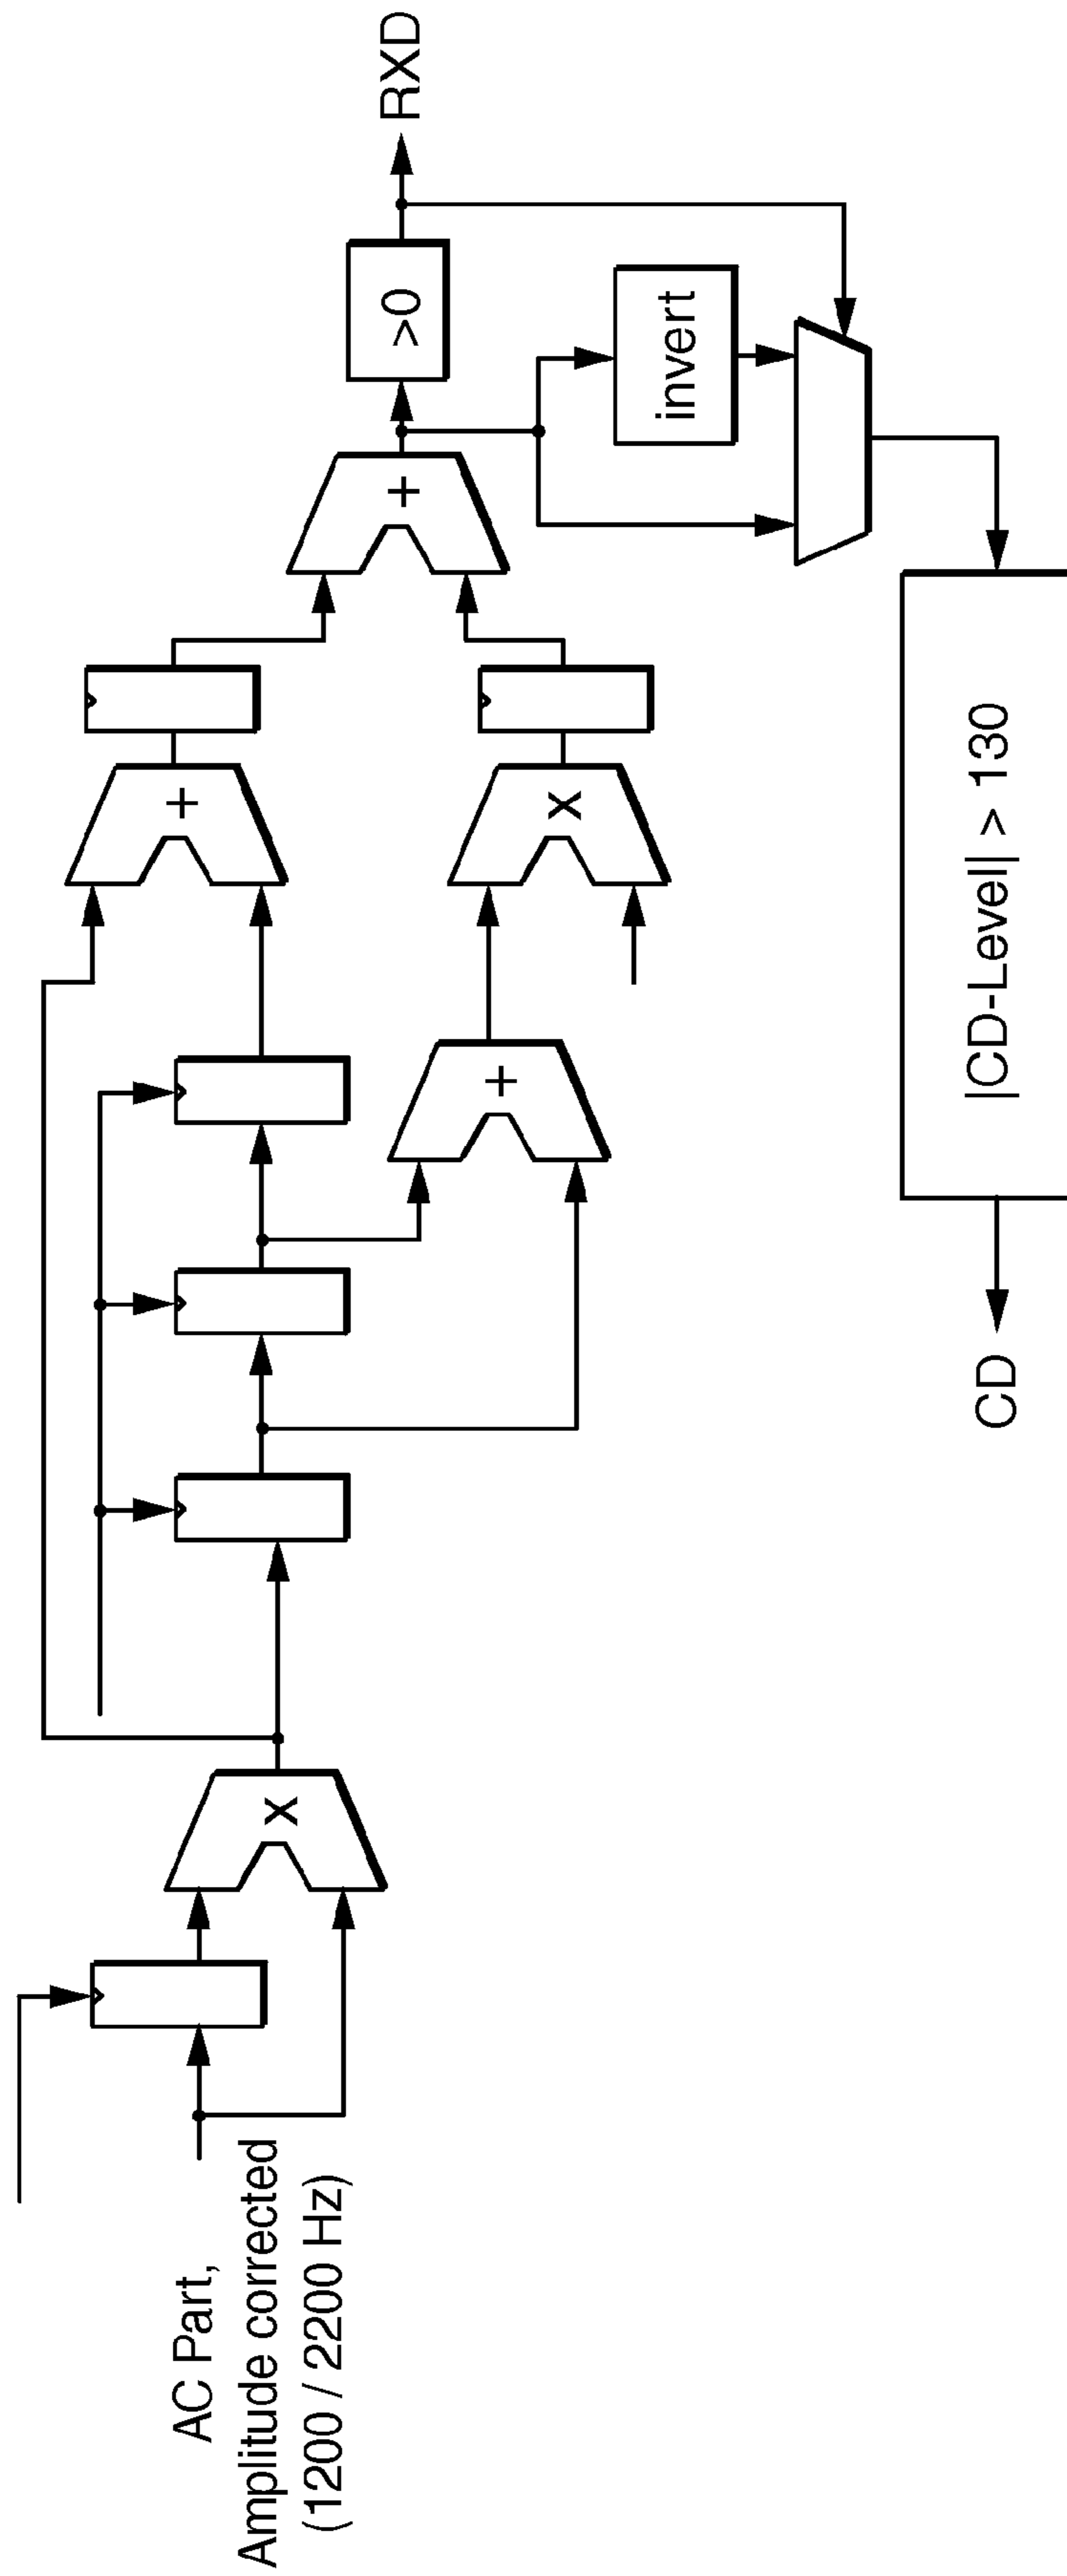 AC Part,
Amplitude corrected
(1200 / 2200 Hz)
x
+
+
x
+
>0
RXD
invert
|CD-Level| > 130
CD